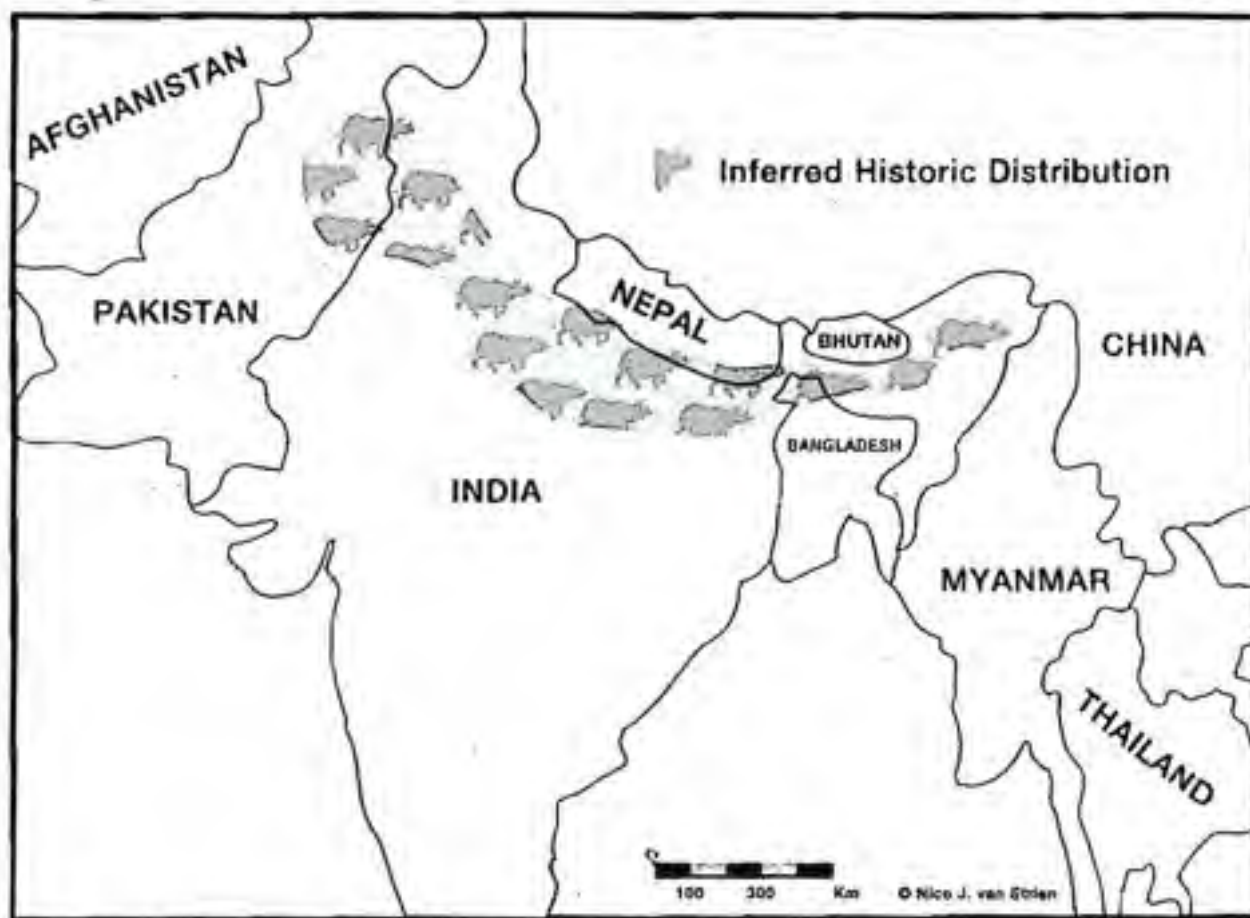 AFGHANISTAN
Inferred Historic Distribution
PAKISTAN
NEPAL
BHUTAN
CHINA
BANGLADESH
INDIA
MYANMAR
THAILAND
100 300 Km
© Nico J. van Strien